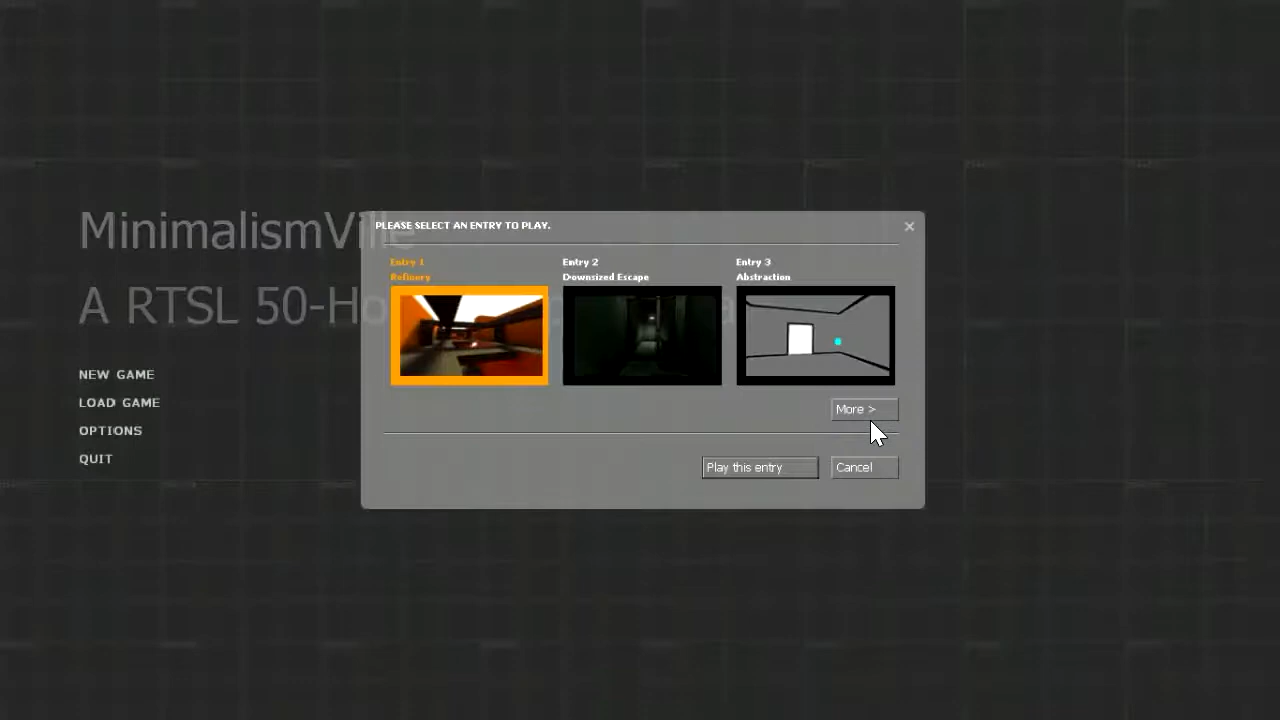 MinimalismVille
A RTSL 50-Ho
PLEASE SELECT AN ENTRY TO PLAY.
Entry 1
Refinery
Entry 2
Downsized Escape
Entry 3
Abstraction
More >
Play this entry
Cancel
NEW GAME
LOAD GAME
OPTIONS
QUIT